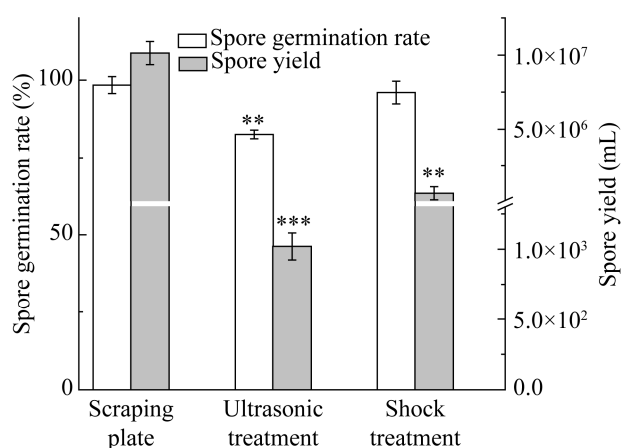 Spore germination rate
Spore yield
Spore germination rate (%)
100
50
0
**
***
**
1.0×10⁷
5.0×10⁶
1.0×10³
5.0×10²
0.0
Spore yield (mL)
Scraping plate
Ultrasonic treatment
Shock treatment